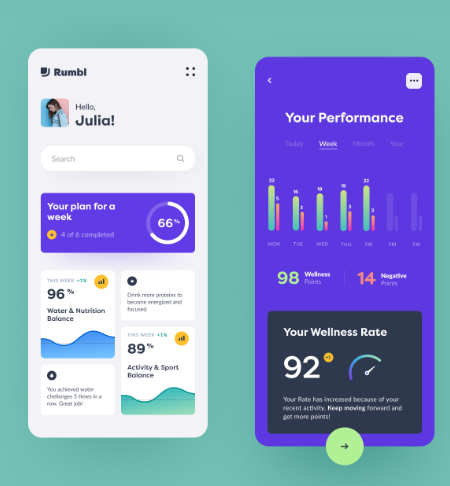 Rumbl
Hello,
Julia!
Search
Your plan for a
week
4 of 6 completed
66%
THIS WEEK +1%
96%
Water & Nutrition
Balance
Drink more proteins to
become energized and
focused.
THIS WEEK +1%
89%
Activity & Sport
Balance
You achieved water
challenges 5 times in a
row. Great job!
Your Performance
Today Week Month Year
22 5 16 3 19 3 19 3 22 2
MON TUE WED THU FRI FRI FRI
98 Wellness
Points
14 Negative
Points
Your Wellness Rate
92 +1
Your Rate has increased because of your
recent activity. Keep moving forward and
get more points!